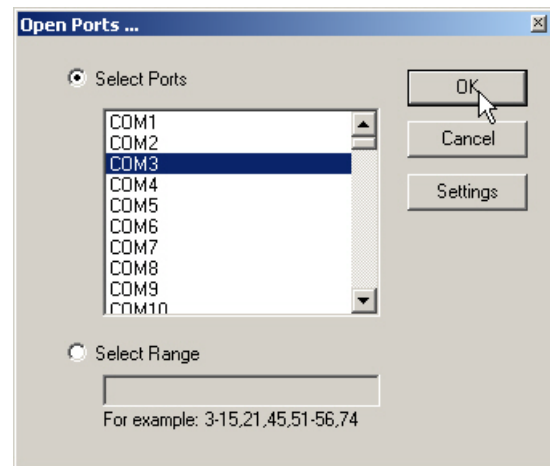 Open Ports ...
Select Ports
OK
COM1
COM2
Cancel
COM3
COM4
Settings
COM5
COM6
COM7
COM8
COM9
COM10
Select Range
For example: 3-15,21,45,51-56,74